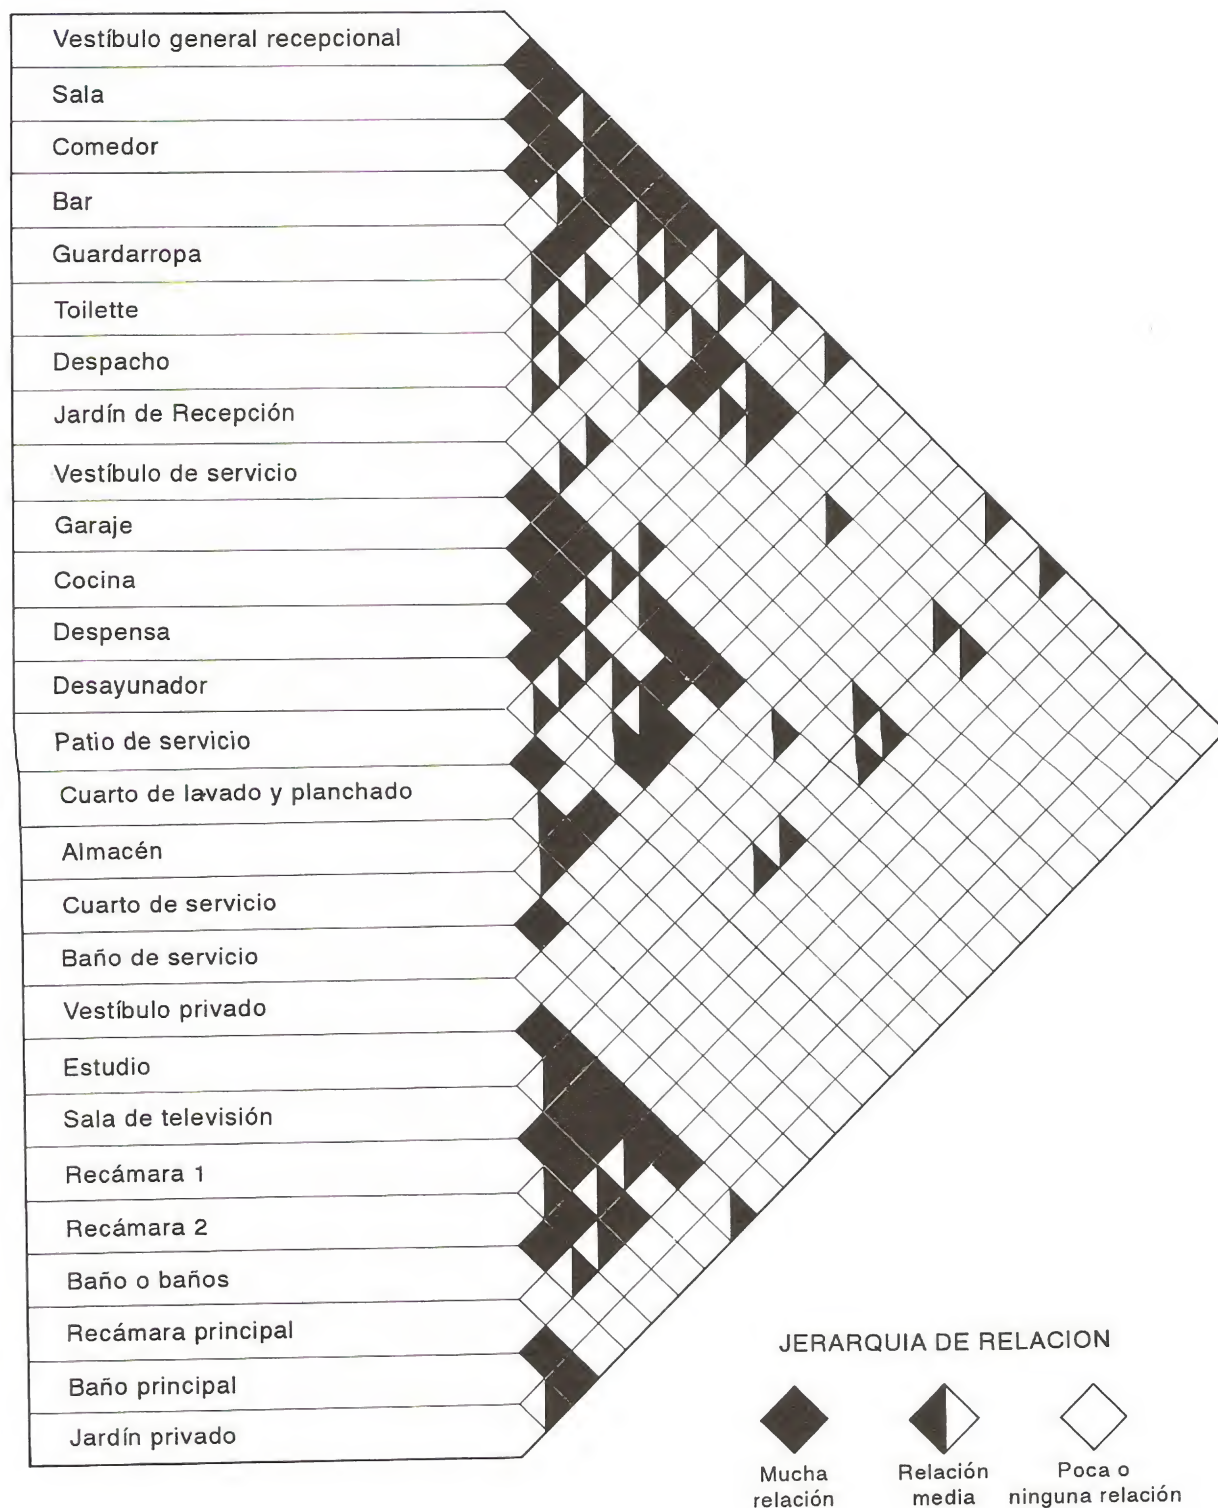 Vestíbulo general recepcional
Sala
Comedor
Bar
Guardarropa
Toilette
Despacho
Jardín de Recepción
Vestíbulo de servicio
Garaje
Cocina
Despensa
Desayunador
Patio de servicio
Cuarto de lavado y planchado
Almacén
Cuarto de servicio
Baño de servicio
Vestíbulo privado
Estudio
Sala de televisión
Recámara 1
Recámara 2
Baño o baños
Recámara principal
Baño principal
Jardín privado
JERARQUIA DE RELACION
Mucha
relación
Relación
media
Poca o
ninguna relación